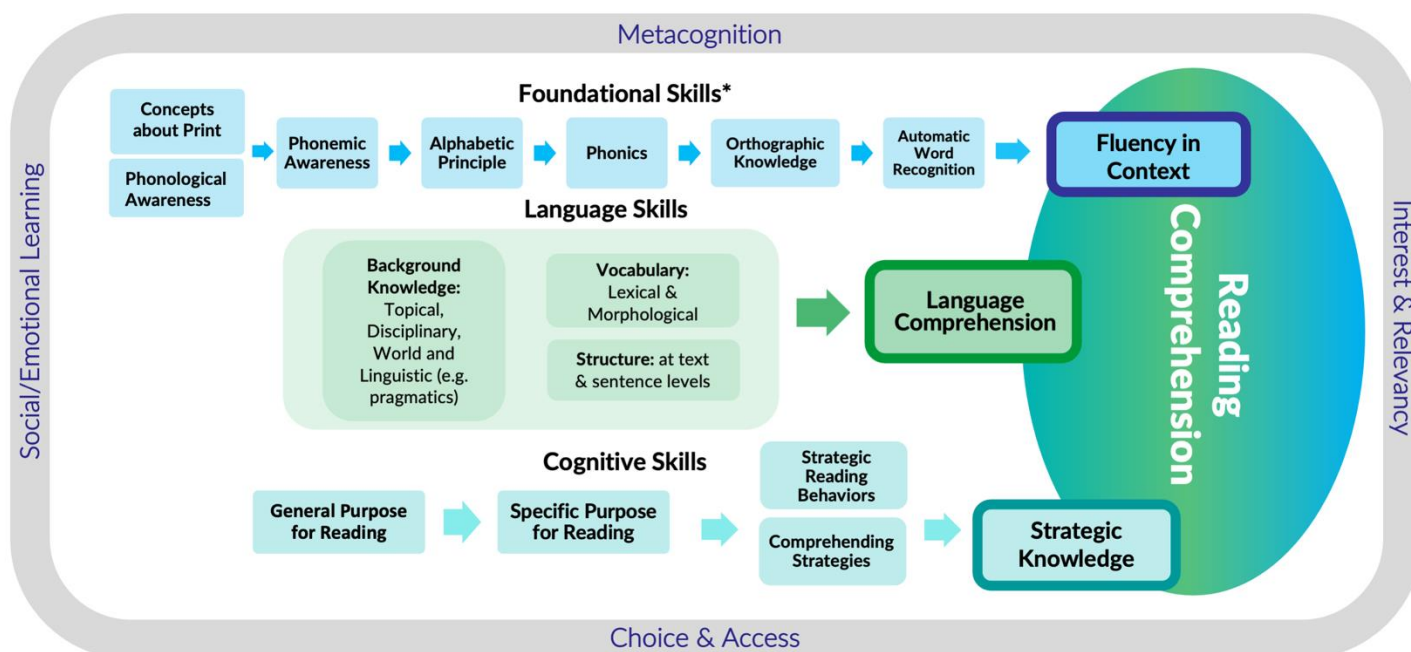 Metacognition
Foundational Skills*
Concepts
about Print
Phonological
Awareness
Phonemic
Awareness
Alphabetic
Principle
Phonics
Orthographic
Knowledge
Automatic
Word
Recognition
Fluency in
Context
Language Skills
Background
Knowledge:
Topical,
Disciplinary,
World and
Linguistic (e.g.
pragmatics)
Vocabulary:
Lexical &
Morphological
Structure: at text
& sentence levels
Language
Comprehension
Cognitive Skills
General Purpose
for Reading
Specific Purpose
for Reading
Strategic
Reading
Behaviors
Comprehending
Strategies
Strategic
Knowledge
Reading
Comprehension
Social/Emotional Learning
Interest & Relevancy
Choice & Access